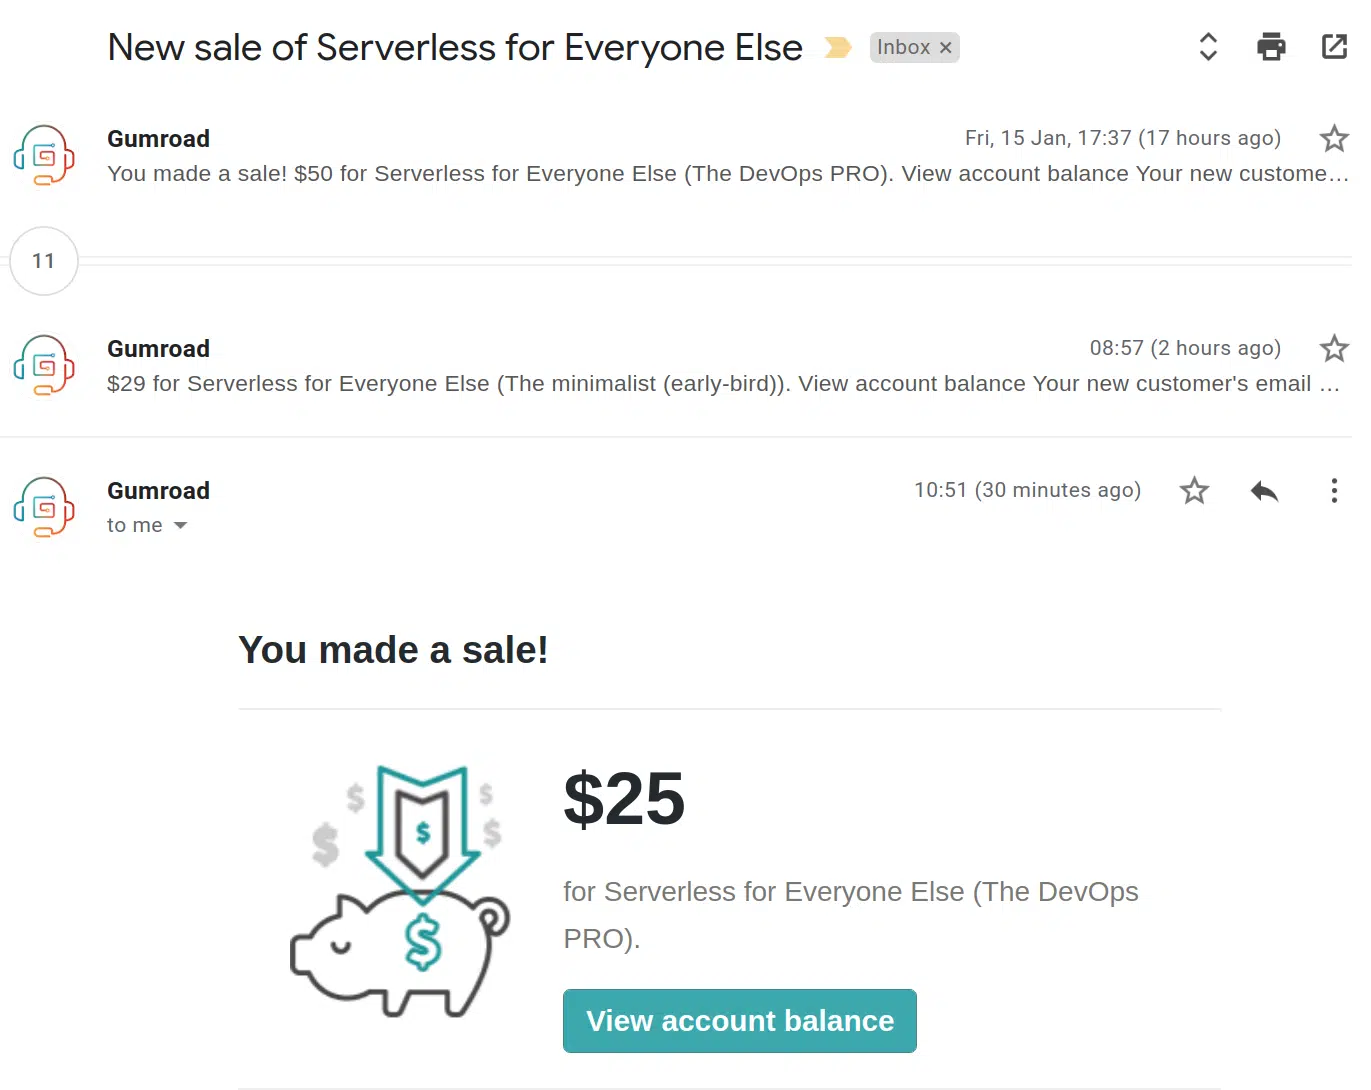 New sale of Serverless for Everyone Else Inbox ×
Gumroad Fri, 15 Jan, 17:37 (17 hours ago)
You made a sale! $50 for Serverless for Everyone Else (The DevOps PRO). View account balance Your new custome…
11
Gumroad 08:57 (2 hours ago)
$29 for Serverless for Everyone Else (The minimalist (early-bird)). View account balance Your new customer's email …
Gumroad 10:51 (30 minutes ago)
to me
You made a sale!
$ $ $ $ $ $
$25
for Serverless for Everyone Else (The DevOps
PRO).
View account balance